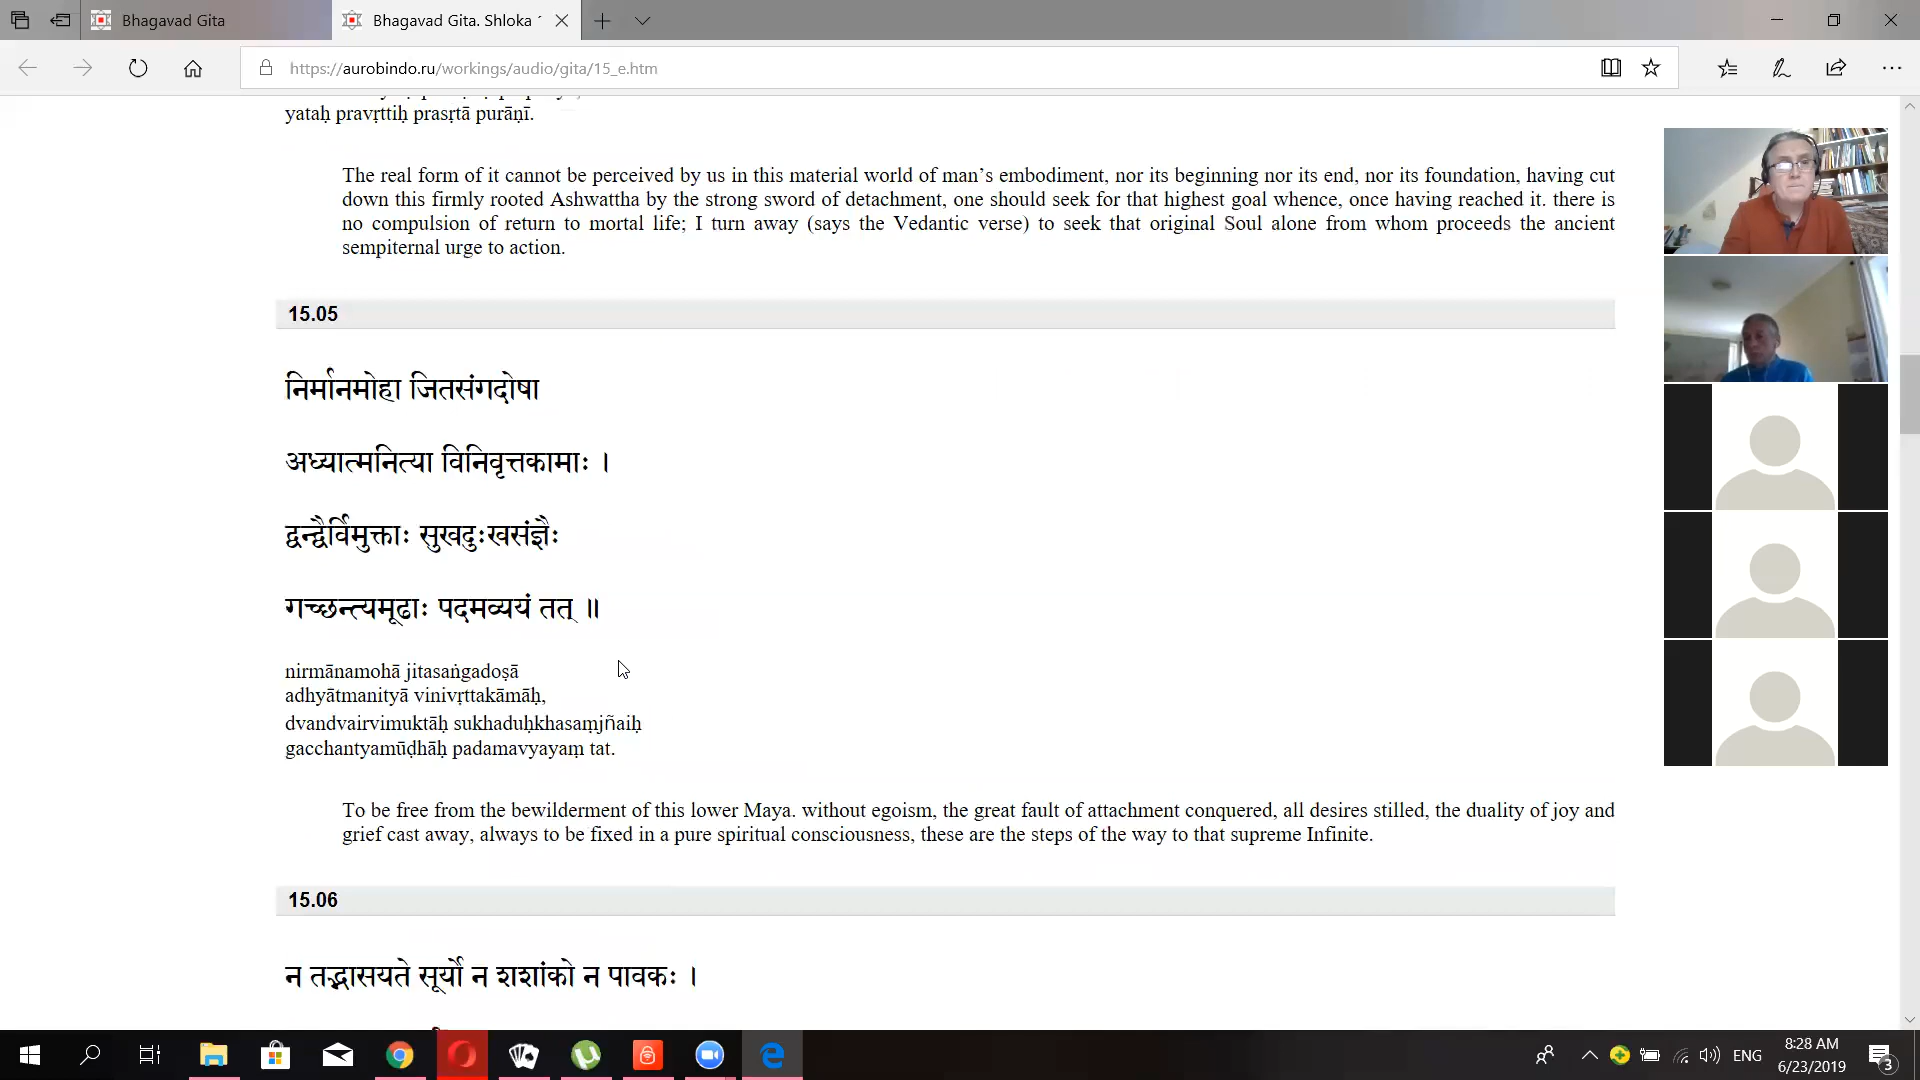 Bhagavad Gita
Bhagavad Gita. Shloka
https://aurobindo.ru/workings/audio/gita/15_e.htm
yataḥ pravṛttiḥ prasṛtā purāṇī.
The real form of it cannot be perceived by us in this material world of man’s embodiment, nor its beginning nor its end, nor its foundation, having cut
down this firmly rooted Ashwattha by the strong sword of detachment, one should seek for that highest goal whence, once having reached it. there is
no compulsion of return to mortal life; I turn away (says the Vedantic verse) to seek that original Soul alone from whom proceeds the ancient
sempiternal urge to action.
15.05
निर्मानमोहा जितसंगदोषा
अध्यात्मनित्या विनिवृत्तकामाः ।
द्वन्द्वैर्विमुक्ताः सुखदुःखसंज्ञैः
गच्छन्त्यमूढाः पदमव्ययं तत् ॥
nirmānamohā jitasaṅgadoṣā
adhyātmanityā vinivṛttakāmāḥ,
dvandvairvimuktāḥ sukhaduḥkhasaṃjñaiḥ
gacchantyamūḍhāḥ padamavyayaṃ tat.
To be free from the bewilderment of this lower Maya. without egoism, the great fault of attachment conquered, all desires stilled, the duality of joy and
grief cast away, always to be fixed in a pure spiritual consciousness, these are the steps of the way to that supreme Infinite.
15.06
न तद्भासयते सूर्यो न शशांको न पावकः ।
ENG
8:28 AM
6/23/2019
3